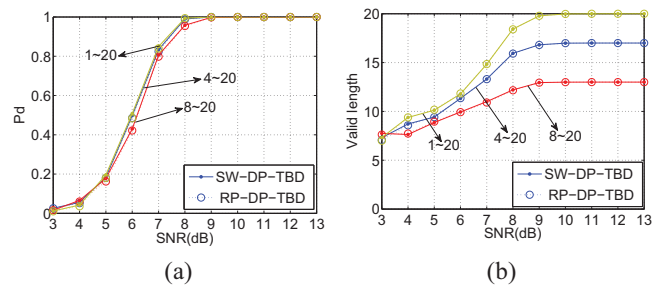 1
0.8
0.6
0.4
0.2
0
Pd
1~20
4~20
8~20
SW-DP-TBD
RP-DP-TBD
3 4 5 6 7 8 9 10 11 12 13
SNR(dB)
(a)
20
15
10
5
0
Valid length
1~20
4~20
8~20
SW-DP-TBD
RP-DP-TBD
3 4 5 6 7 8 9 10 11 12 13
SNR(dB)
(b)